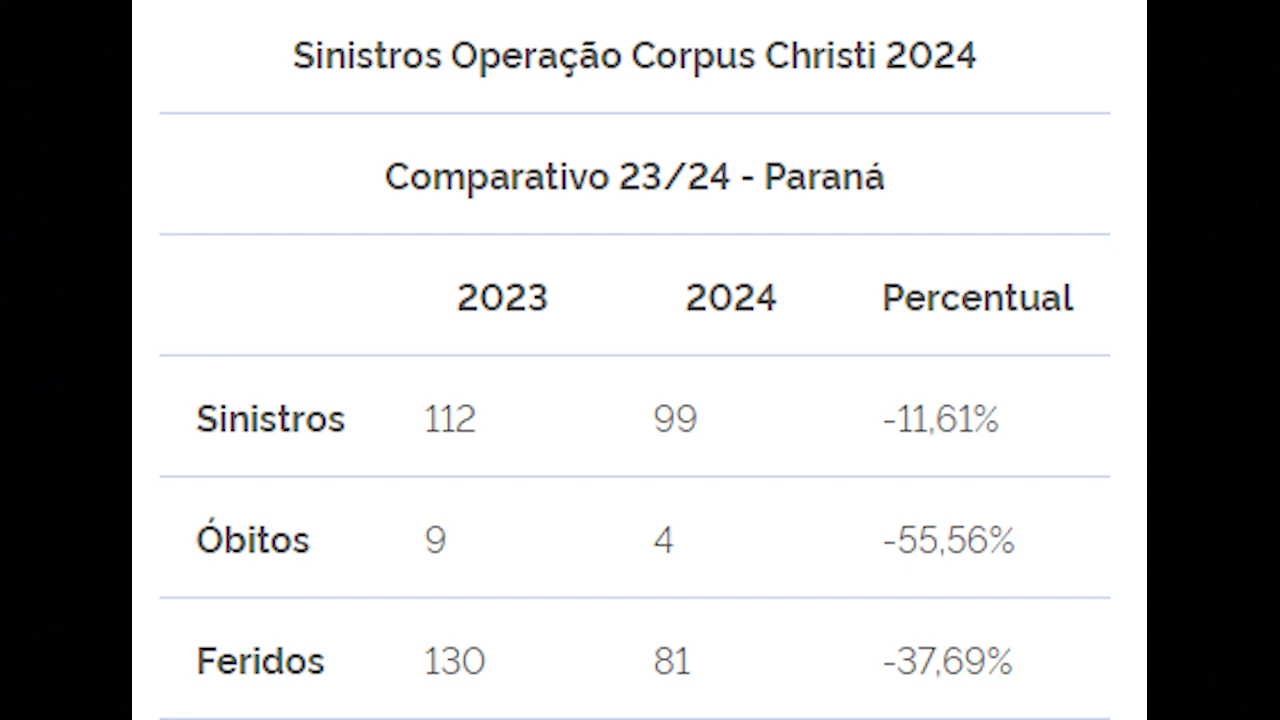 Sinistros Operação Corpus Christi 2024
Comparativo 23/24 - Paraná
2023 2024 Percentual
Sinistros 112 99 -11,61%
Óbitos 9 4 -55,56%
Feridos 130 81 -37,69%